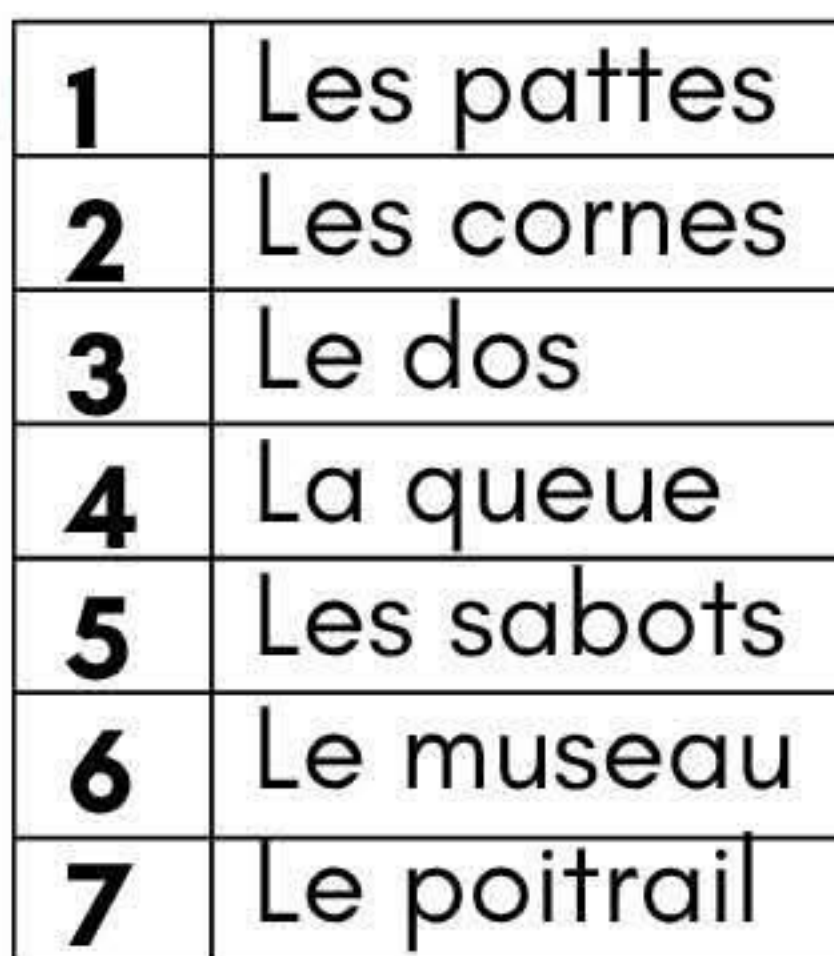 1 Les pattes
2 Les cornes
3 Le dos
4 La queue
5 Les sabots
6 Le museau
7 Le poitrail